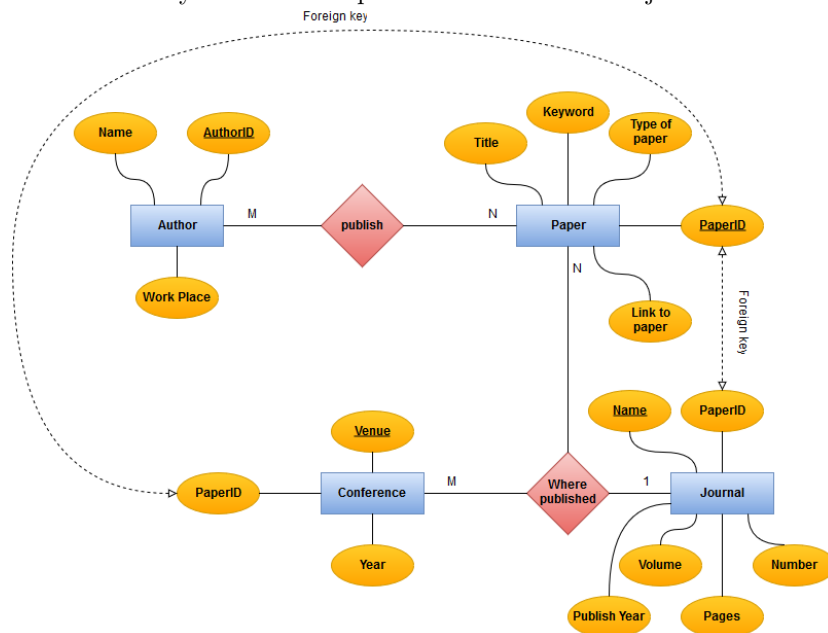 Foreign key
Keyword
Type of
paper
Name
AuthorID
Title
M
N
Author
publish
Paper
PaperID
N
Work Place
Link to
paper
Foreign key
Name
PaperID
Venue
PaperID
Conference
M
Where
published
1
Journal
Year
Volume
Number
Publish Year
Pages